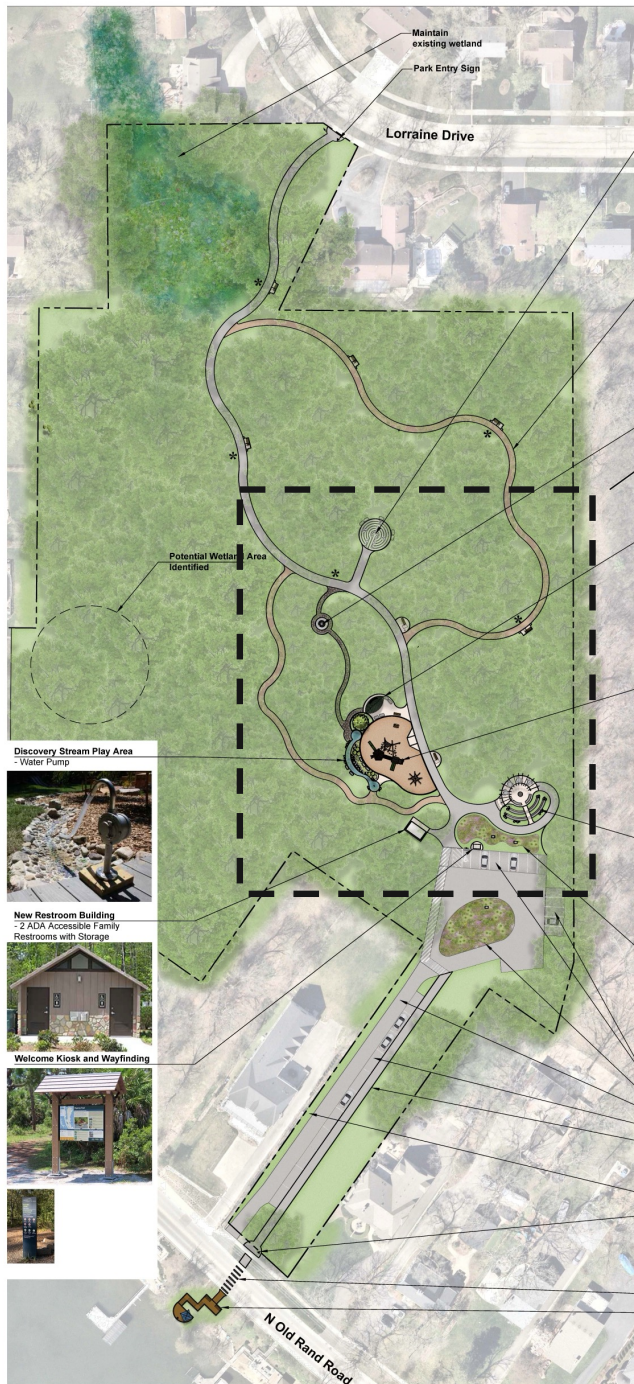 Maintain
existing wetland
Park Entry Sign
Lorraine Drive
Potential Wetland Area
Identified
Discovery Stream Play Area
- Water Pump
New Restroom Building
- 2 ADA Accessible Family
Restrooms with Storage
Welcome Kiosk and Wayfinding
N Old Rand Road